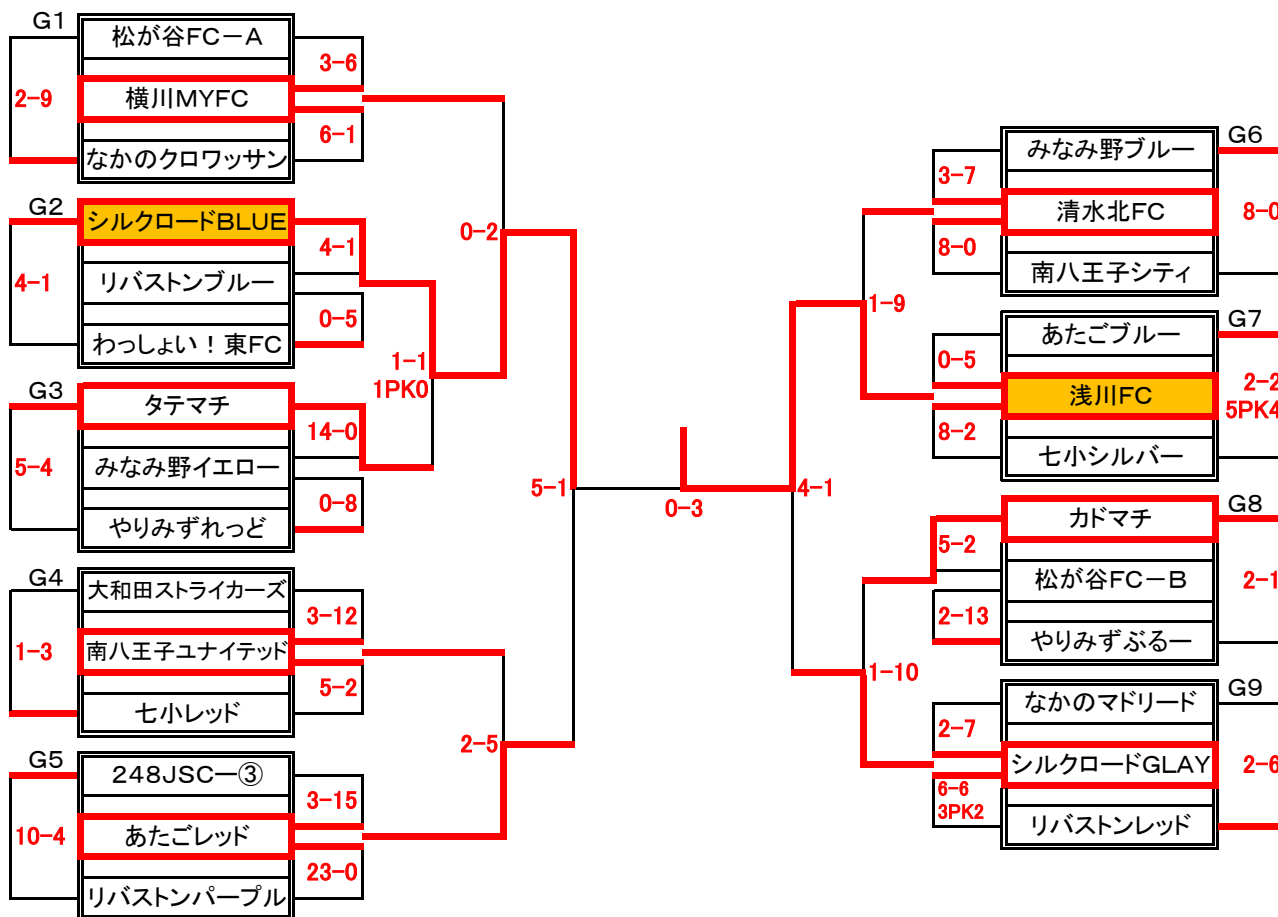 G1
松が谷FC－A
3-6
2-9
横川MYFC
6-1
なかのクロワッサン
G2
シルクロードBLUE
4-1
4-1
リバストンブルー
0-5
わっしょい！東FC
1-1
1PK0
G3
タテマチ
14-0
5-4
みなみ野イエロー
0-8
やりみずれっど
G4
大和田ストライカーズ
3-12
1-3
南八王子ユナイテッド
5-2
七小レッド
G5
248JSC－③
3-15
10-4
あたごレッド
23-0
リバストンパープル
0-2
2-5
5-1
0-3
4-1
1-9
1-10
G6
みなみ野ブルー
3-7
清水北FC
8-0
8-0
南八王子シティ
G7
あたごブルー
0-5
浅川FC
2-2
5PK4
8-2
七小シルバー
G8
カドマチ
5-2
松が谷FC－B
2-1
2-13
やりみずぶるー
G9
なかのマドリード
2-7
シルクロードGLAY
2-6
6-6
3PK2
リバストンレッド